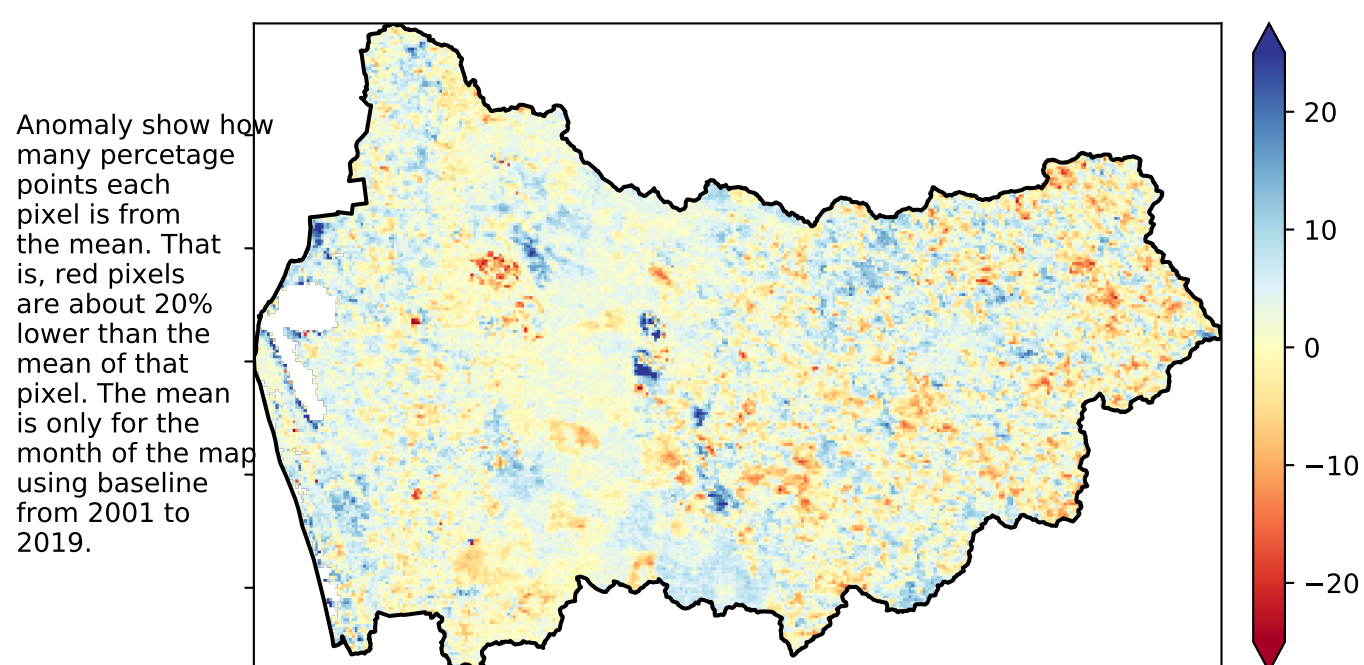 Anomaly show how
many percetage
points each
pixel is from
the mean. That
is, red pixels
are about 20%
lower than the
mean of that
pixel. The mean
is only for the
month of the map
using baseline
from 2001 to
2019.
20
10
0
−10
−20